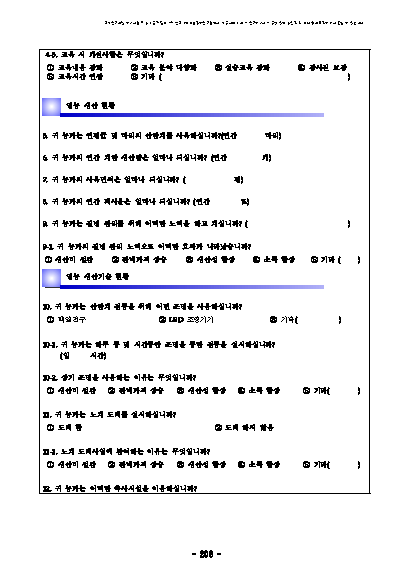 4-5. 교육 시 개선사항은 무엇입니까?
① 교육내용 강화 ② 교육 분야 다양화 ③ 실습교육 강화 ④ 강사진 보강
⑤ 교육시간 연장 ⑥ 기타 ( )
영농 생산 현황
5. 귀 농가는 연평균 몇 마리의 산란계를 사육하십니까?(연간 마리)
6. 귀 농가의 연간 계란 생산량은 얼마나 되십니까? (연간 개)
7. 귀 농가의 사육면적은 얼마나 되십니까? ( 평)
8. 귀 농가의 연간 폐사율은 얼마나 되십니까? (연간 %)
9. 귀 농가는 질병 관리를 위해 어떠한 노력을 하고 계십니까? ( )
9-1. 귀 농가의 질병 관리 노력으로 어떠한 효과가 나타났습니까?
① 생산비 절감 ② 판매가격 상승 ③ 생산성 향상 ④ 소득 향상 ⑤ 기타 ( )
영농 생산기술 현황
10. 귀 농가는 산란계 점등을 위해 어떤 조명을 사용하십니까?
① 백열전구 ② LED 조명기기 ③ 기타( )
10-1. 귀 농가는 하루 중 몇 시간동안 조명을 통한 점등을 실시하십니까?
(일 시간)
10-2. 상기 조명을 사용하는 이유는 무엇입니까?
① 생산비 절감 ② 판매가격 상승 ③ 생산성 향상 ④ 소득 향상 ⑤ 기타( )
11. 귀 농가는 노계 도태를 실시하십니까?
① 도태 함 ② 도태 하지 않음
11-1. 노계 도태사업에 참여하는 이유는 무엇입니까?
① 생산비 절감 ② 판매가격 상승 ③ 생산성 향상 ④ 소득 향상 ⑤ 기타( )
12. 귀 농가는 어떠한 축사시설을 이용하십니까?
- 208 -